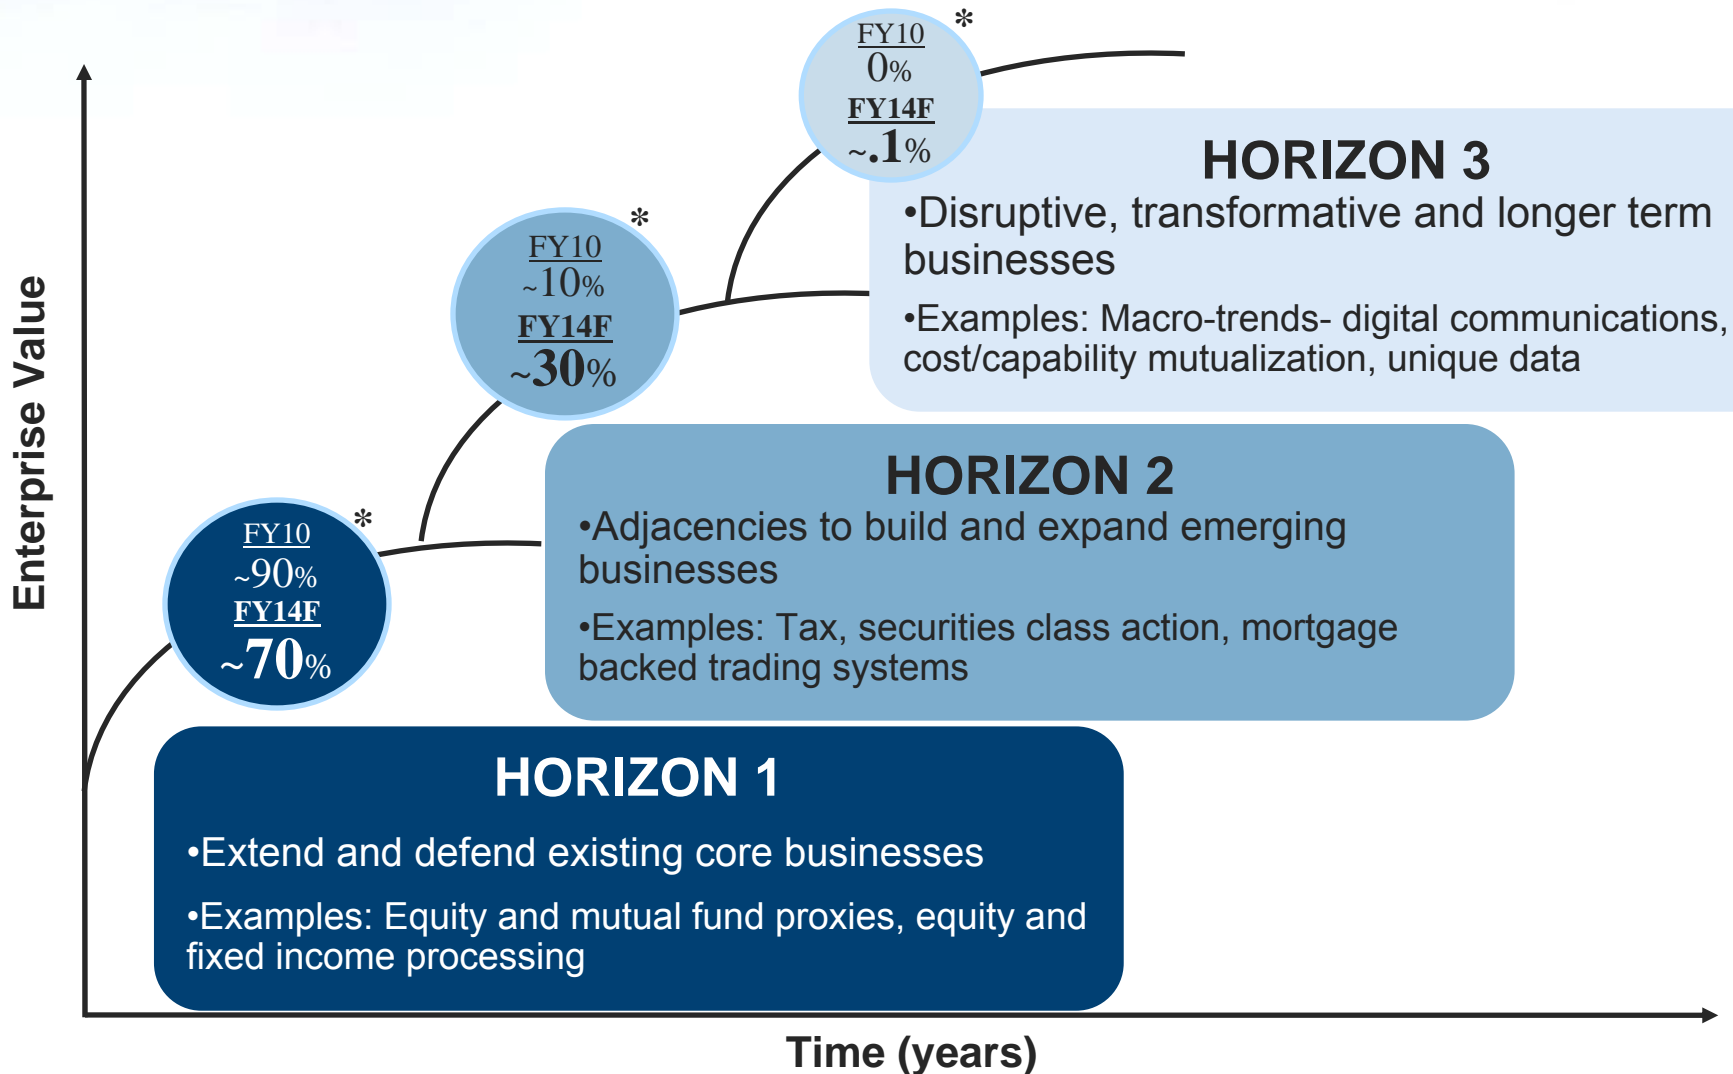 FY10
0%
FY14F
~.1%
*
HORIZON 3
•Disruptive, transformative and longer term
businesses
•Examples: Macro-trends- digital communications,
cost/capability mutualization, unique data
FY10
~10%
FY14F
~30%
*
HORIZON 2
•Adjacencies to build and expand emerging
businesses
•Examples: Tax, securities class action, mortgage
backed trading systems
FY10
~90%
FY14F
~70%
*
HORIZON 1
•Extend and defend existing core businesses
•Examples: Equity and mutual fund proxies, equity and
fixed income processing
Enterprise Value
Time (years)